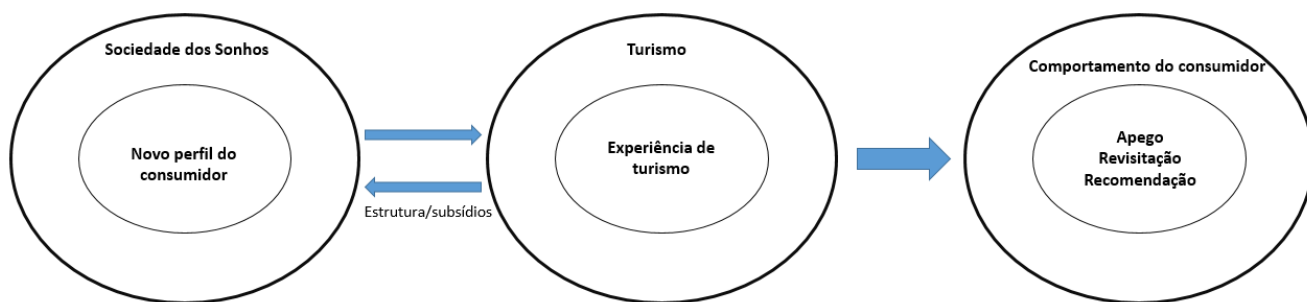 Sociedade dos Sonhos
Novo perfil do
consumidor
Estrutura/subsídios
Turismo
Experiência de
turismo
Comportamento do consumidor
Apego
Revisitação
Recomendação